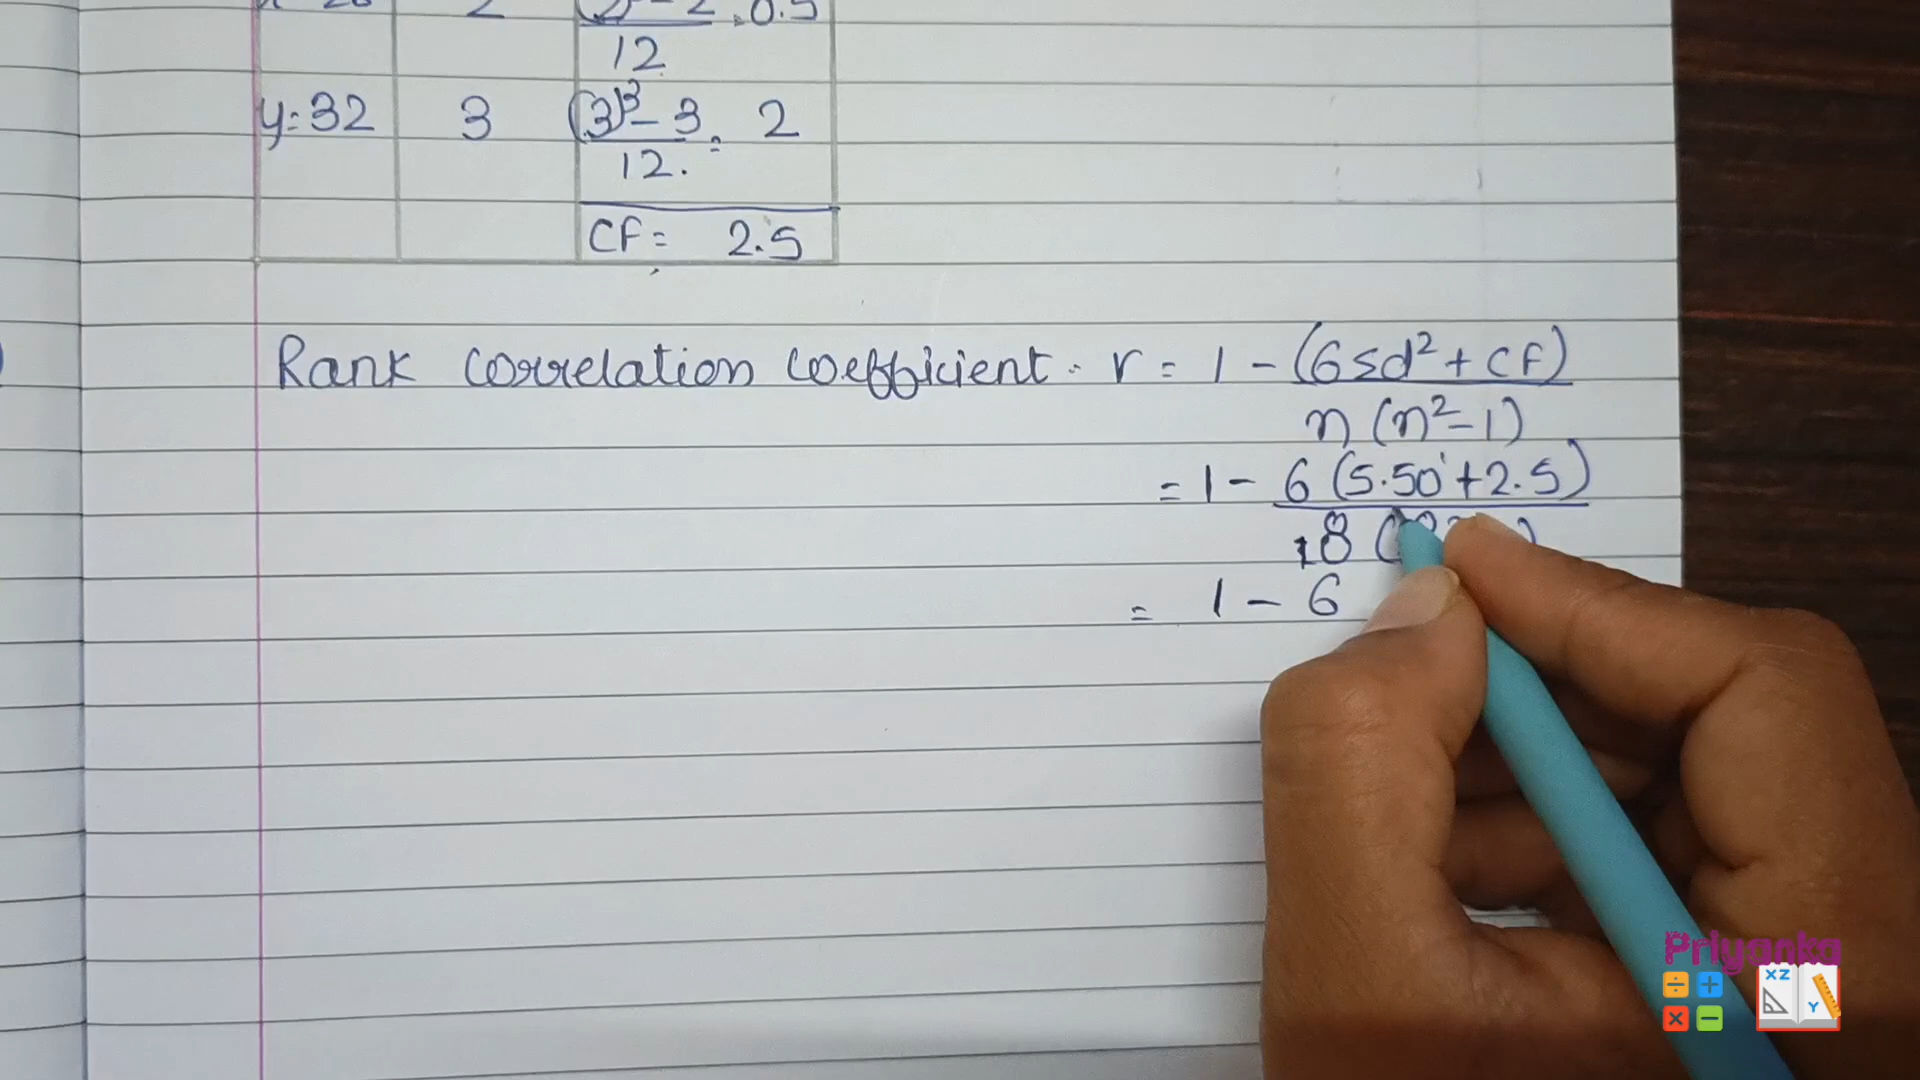 12
y=32 3 (3)³-3 = 2
12.
CF = 2.5
Rank correlation coefficient = r = 1 - (6Σd² + CF)
n (n²-1)
= 1 - 6 (5.50 + 2.5)
8 (
= 1 - 6
Priyanka
XZ
Y